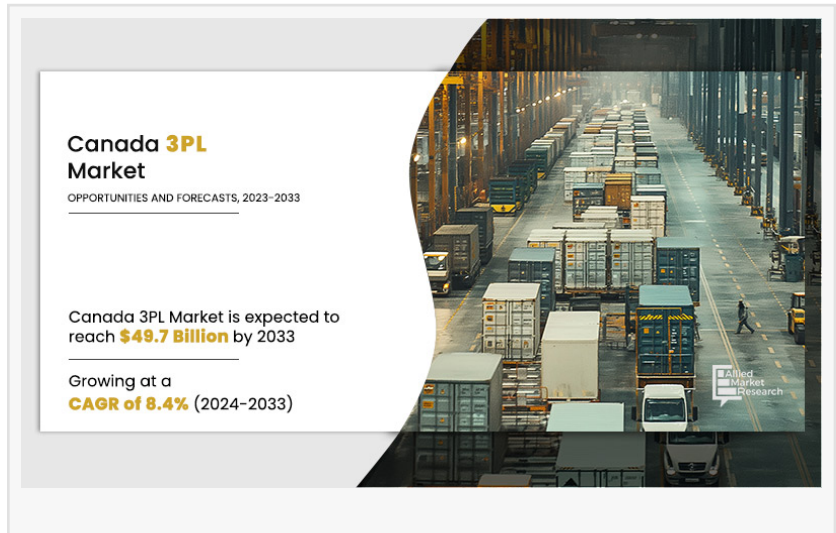 Canada 3PL
Market
OPPORTUNITIES AND FORECASTS, 2023-2033
Canada 3PL Market is expected to
reach $49.7 Billion by 2033
Growing at a
CAGR of 8.4% (2024-2033)
Allied
Market
Research